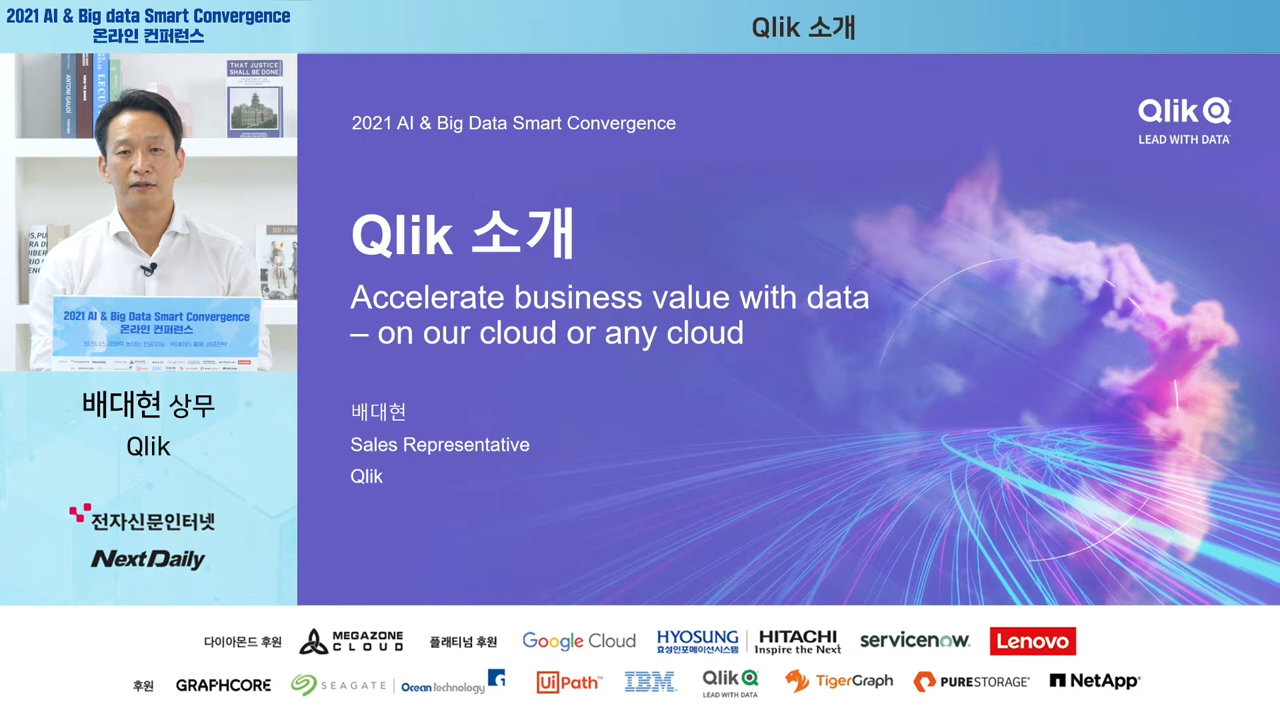 2021 AI & Big data Smart Convergence
온라인 컨퍼런스
Qlik 소개
THAT JUSTICE
SHALL BE DONE
ANTONI GAUDI
2021 AI & Big Data Smart Convergence
온라인 컨퍼런스
배대현 상무
Qlik
전자신문인터넷
NextDaily
2021 AI & Big Data Smart Convergence
Qlik
LEAD WITH DATA
Qlik 소개
Accelerate business value with data
– on our cloud or any cloud
배대현
Sales Representative
Qlik
다이아몬드 후원 MEGAZONE CLOUD 플래티넘 후원 Google Cloud HYOSUNG 효성인포메이션시스템 HITACHI Inspire the Next servicenow. Lenovo
후원 GRAPHCORE SEAGATE Ocean Technology UiPath IBM Qlik LEAD WITH DATA TigerGraph PURESTORAGE NetApp